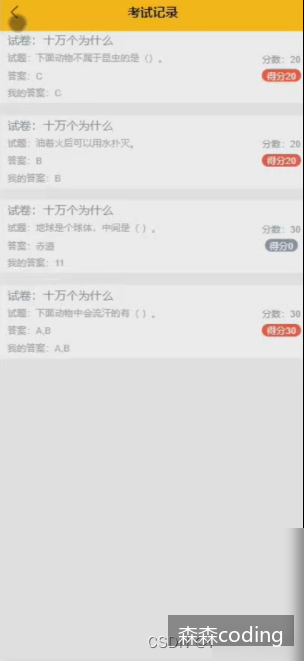 考试记录
试卷：十万个为什么
试题：下面动物不属于昆虫的是（）。
分数：20
答案：C
得分20
我的答案：C
试卷：十万个为什么
试题：油着火后可以用水扑灭。
分数：20
答案：B
得分20
我的答案：B
试卷：十万个为什么
试题：地球是个球体，中间是（）。
分数：30
答案：赤道
得分0
我的答案：11
试卷：十万个为什么
试题：下面动物中会流汗的有（）。
分数：30
答案：A,B
得分30
我的答案：A,B
森森coding